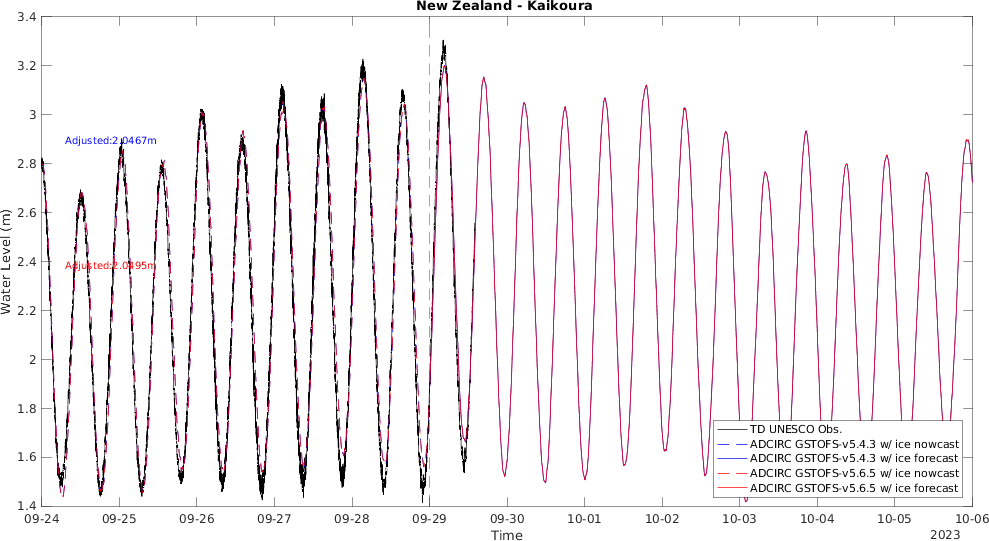 New Zealand - Kaikoura
3.4
3.2
3
2.8
2.6
2.4
2.2
2
1.8
1.6
1.4
Water Level (m)
Adjusted:2.0467m
Adjusted:2.0495m
TD UNESCO Obs.
ADCIRC GSTOFS-v5.4.3 w/ ice nowcast
ADCIRC GSTOFS-v5.4.3 w/ ice forecast
ADCIRC GSTOFS-v5.6.5 w/ ice nowcast
ADCIRC GSTOFS-v5.6.5 w/ ice forecast
09-24 09-25 09-26 09-27 09-28 09-29 09-30 10-01 10-02 10-03 10-04 10-05 10-06
Time
2023